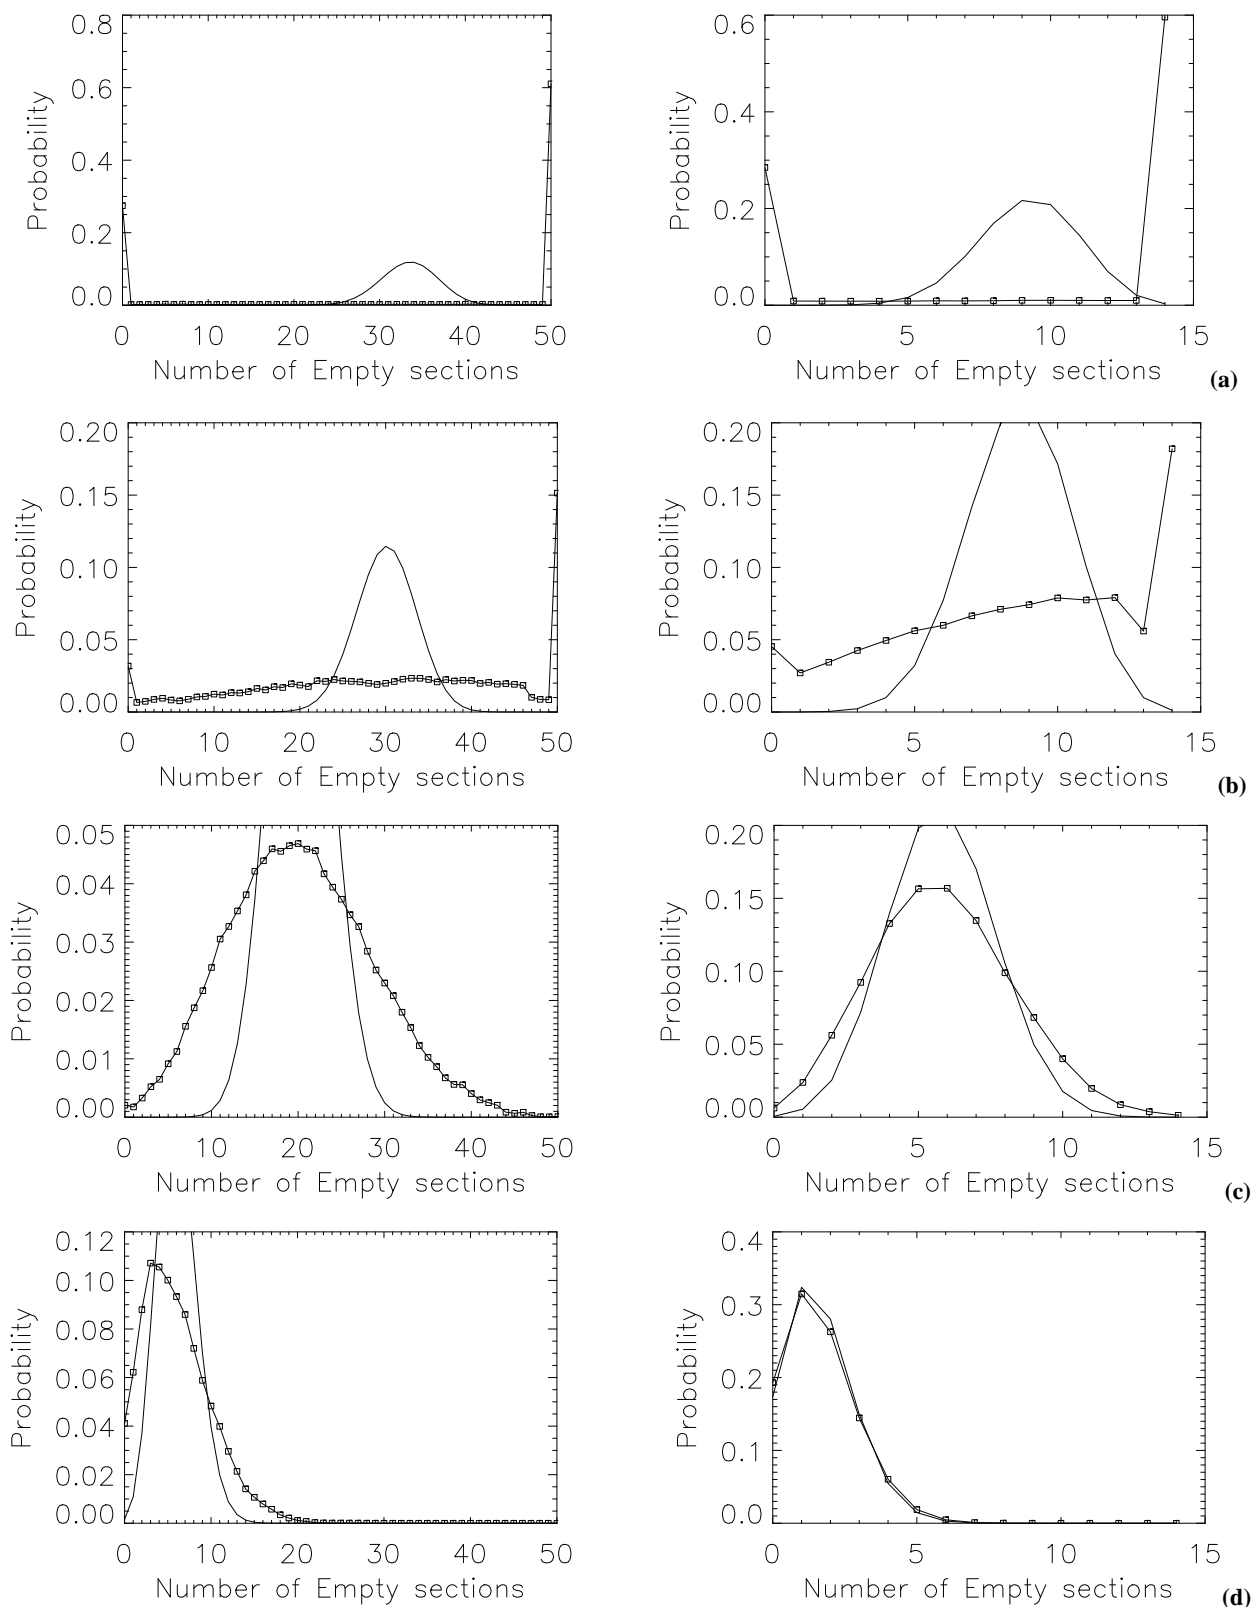 0.8
0.6
0.4
0.2
0.0
Probability
0 10 20 30 40 50
Number of Empty sections
0.6
0.4
0.2
0.0
Probability
0 5 10 15
Number of Empty sections
(a)
0.20
0.15
0.10
0.05
0.00
Probability
0 10 20 30 40 50
Number of Empty sections
0.20
0.15
0.10
0.05
0.00
Probability
0 5 10 15
Number of Empty sections
(b)
0.05
0.04
0.03
0.02
0.01
0.00
Probability
0 10 20 30 40 50
Number of Empty sections
0.20
0.15
0.10
0.05
0.00
Probability
0 5 10 15
Number of Empty sections
(c)
0.12
0.10
0.08
0.06
0.04
0.02
0.00
Probability
0 10 20 30 40 50
Number of Empty sections
0.4
0.3
0.2
0.1
0.0
Probability
0 5 10 15
Number of Empty sections
(d)